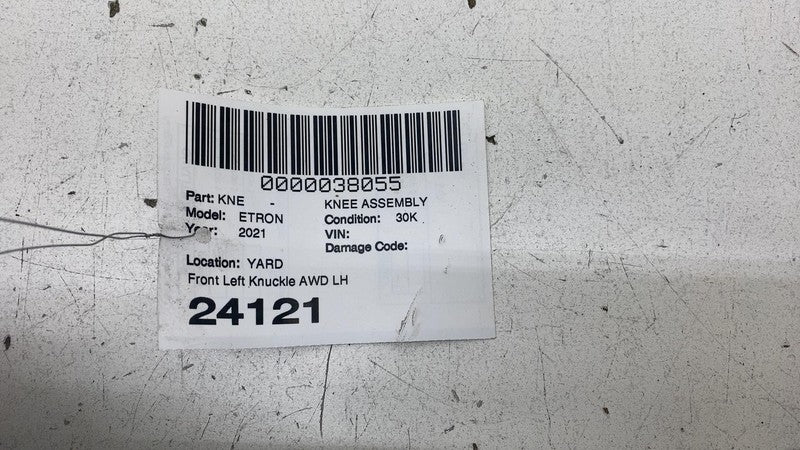 0000038055
Part: KNE - KNEE ASSEMBLY
Model: ETRON Condition: 30K
Year: 2021 VIN:
Damage Code:
Location: YARD
Front Left Knuckle AWD LH
24121